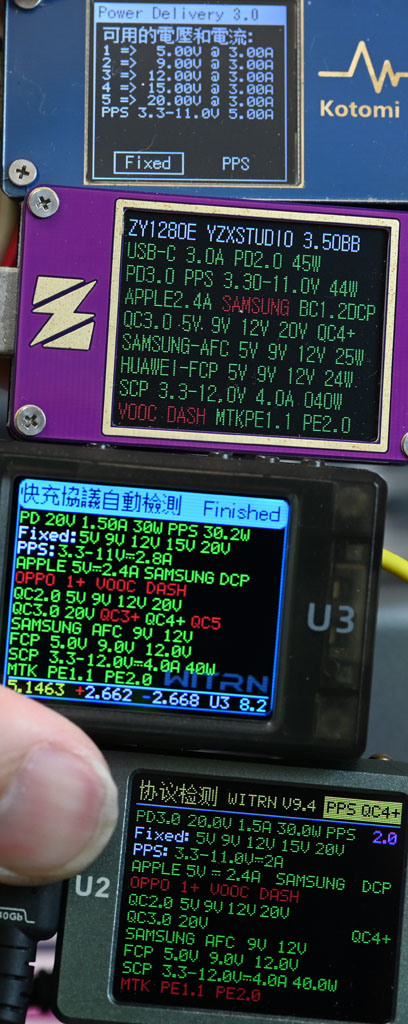 Power Delivery 3.0
可用的電壓和電流:
1 => 5.00V @ 3.00A
2 => 9.00V @ 3.00A
3 => 12.00V @ 3.00A
4 => 15.00V @ 3.00A
5 => 20.00V @ 3.00A
PPS 3.3-11.0V 5.00A
Fixed PPS
Kotomi
ZY1280E YZXSTUDIO 3.50BB
USB-C 3.0A PD2.0 45W
PD3.0 PPS 3.30-11.0V 44W
APPLE2.4A SAMSUNG BC1.2DCP
QC3.0 5V 9V 12V 20V QC4+
SAMSUNG-AFC 5V 9V 12V 25W
HUAWEI-FCP 5V 9V 12V 24W
SCP 3.3-12.0V 4.0A 040W
VOOC DASH MTKPE1.1 PE2.0
快充協議自動檢測 Finished
PD 20V 1.50A 30W PPS 30.2W
Fixed:5V 9V 12V 15V 20V
PPS:3.3-11V=2.8A
APPLE 5V=2.4A SAMSUNG DCP
OPPO 1+ VOOC DASH
QC2.0 5V 9V 12V 20V
QC3.0 20V QC3+ QC4+ QC5
SAMSUNG AFC 9V 12V
FCP 5.0V 9.0V 12.0V
SCP 3.3-12.0V=4.0A 40W
MTK PE1.1 PE2.0
WITRN
5.1463 +2.662 -2.668 U3 8.2
U3
协议检测 WITRN V9.4 PPS QC4+
PD3.0 20.0V 1.5A 30.0W PPS 2.0
Fixed: 5V 9V 12V 15V 20V
PPS: 3.3-11.0V=2A
APPLE 5V = 2.4A SAMSUNG DCP
OPPO 1+ VOOC DASH
QC2.0 5V 9V 12V 20V
QC3.0 20V QC4+
SAMSUNG AFC 9V 12V
FCP 5.0V 9.0V 12.0V
SCP 3.3-12.0V=4.0A 40.0W
MTK PE1.1 PE2.0
U2